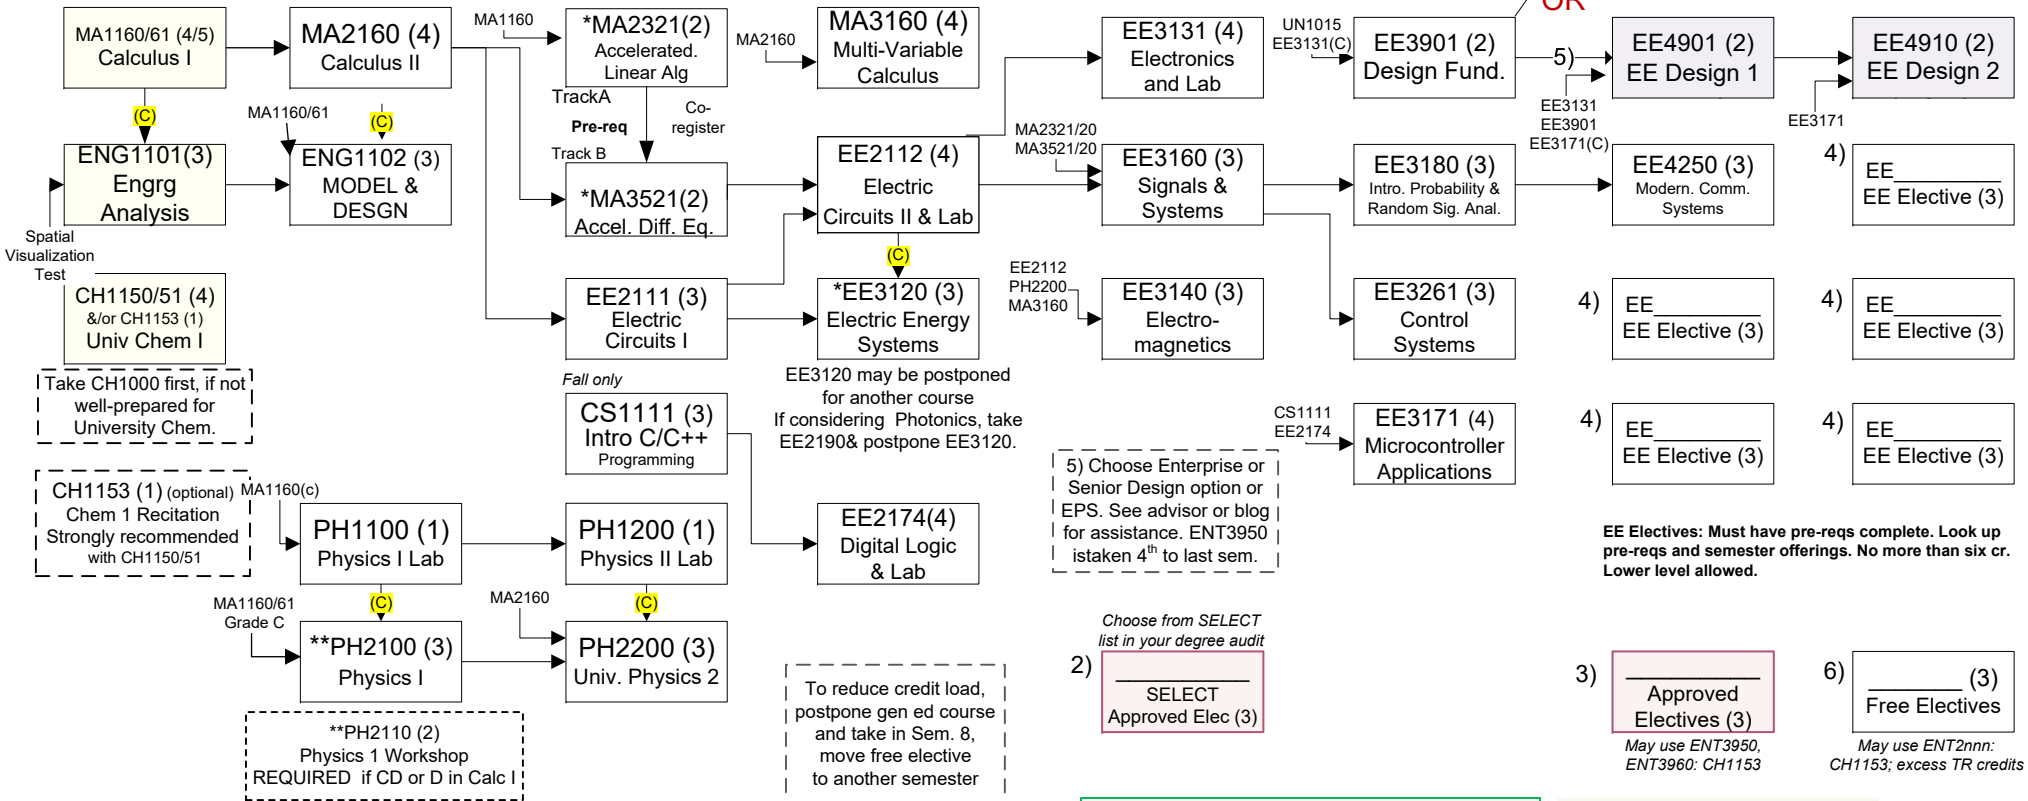 OR
MA1160/61 (4/5)
Calculus I
MA2160 (4)
Calculus II
MA1160
*MA2321(2)
Accelerated.
Linear Alg
MA2160
MA3160 (4)
Multi-Variable
Calculus
EE3131 (4)
Electronics
and Lab
UN1015
EE3131(C)
EE3901 (2)
Design Fund.
5)
EE4901 (2)
EE Design 1
EE4910 (2)
EE Design 2
(C)
MA1160/61
(C)
TrackA
Pre-req
Co-
register
Track B
EE3131
EE3901
EE3171(C)
EE3171
ENG1101(3)
Engrg
Analysis
ENG1102 (3)
MODEL &
DESGN
*MA3521(2)
Accel. Diff. Eq.
EE2112 (4)
Electric
Circuits II & Lab
MA2321/20
MA3521/20
EE3160 (3)
Signals &
Systems
EE3180 (3)
Intro. Probability &
Random Sig. Anal.
EE4250 (3)
Modern. Comm.
Systems
4)
EE__________
EE Elective (3)
Spatial
Visualization
Test
(C)
CH1150/51 (4)
&/or CH1153 (1)
Univ Chem I
EE2111 (3)
Electric
Circuits I
*EE3120 (3)
Electric Energy
Systems
EE2112
PH2200
MA3160
EE3140 (3)
Electro-
magnetics
EE3261 (3)
Control
Systems
4)
EE__________
EE Elective (3)
4)
EE__________
EE Elective (3)
Take CH1000 first, if not
well-prepared for
University Chem.
Fall only
CS1111 (3)
Intro C/C++
Programming
EE3120 may be postponed
for another course
If considering Photonics, take
EE2190& postpone EE3120.
CS1111
EE2174
EE3171 (4)
Microcontroller
Applications
4)
EE__________
EE Elective (3)
4)
EE__________
EE Elective (3)
CH1153 (1) (optional)
Chem 1 Recitation
Strongly recommended
with CH1150/51
MA1160(c)
PH1100 (1)
Physics I Lab
PH1200 (1)
Physics II Lab
EE2174(4)
Digital Logic
& Lab
5) Choose Enterprise or
Senior Design option or
EPS. See advisor or blog
for assistance. ENT3950
istaken 4th to last sem.
EE Electives: Must have pre-reqs complete. Look up
pre-reqs and semester offerings. No more than six cr.
Lower level allowed.
MA1160/61
Grade C
(C)
MA2160
(C)
**PH2100 (3)
Physics I
PH2200 (3)
Univ. Physics 2
Choose from SELECT
list in your degree audit
2)
__________
SELECT
Approved Elec (3)
3)
__________
Approved
Electives (3)
6)
_______ (3)
Free Electives
**PH2110 (2)
Physics 1 Workshop
REQUIRED if CD or D in Calc I
To reduce credit load,
postpone gen ed course
and take in Sem. 8,
move free elective
to another semester
May use ENT3950,
ENT3960: CH1153
May use ENT2nnn:
CH1153; excess TR credits